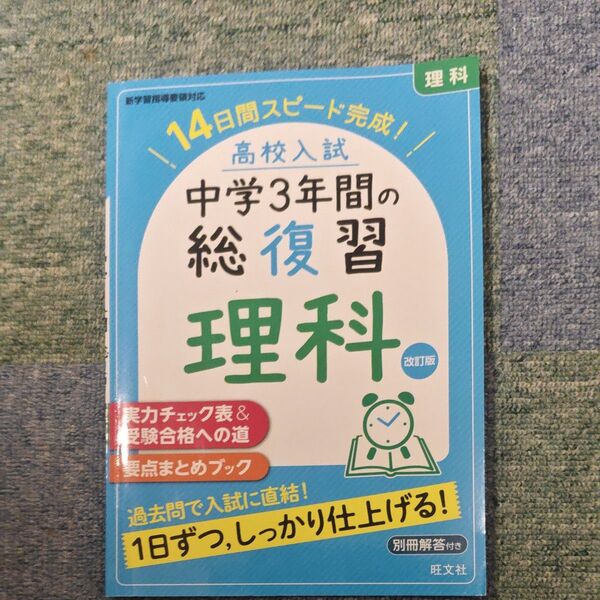 理科
新学習指導要領対応
14日間スピード完成！
高校入試
中学3年間の
総復習
理科
改訂版
実力チェック表&
受験合格への道
要点まとめブック
過去問で入試に直結！
1日ずつ,しっかり仕上げる！
別冊解答付き
旺文社